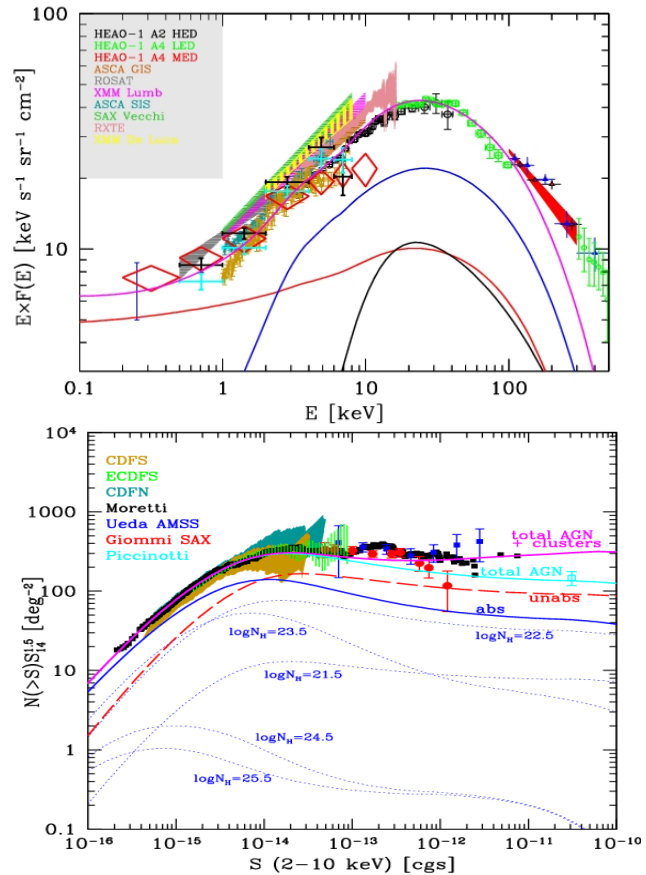 100
HEAO-1 A2 HED
HEAO-1 A4 LED
HEAO-1 A4 MED
ASCA GIS
ROSAT
XMM Lumb
ASCA SIS
SAX Vecchi
RXTE
10
E×F(E) [keV s⁻¹ sr⁻¹ cm⁻²]
0.1 1 10 100
E [keV]
10⁴
CDFS
ECDFS
CDFN
Moretti
Ueda AMSS
Giommi SAX
Piccinotti
1000
total AGN
+ clusters
total AGN
unabs
abs
100
logN_H=23.5
logN_H=22.5
logN_H=21.5
10
logN_H=24.5
1
logN_H=25.5
0.1
N(>S)S₁₄^1.5 [deg⁻²]
10⁻¹⁶ 10⁻¹⁵ 10⁻¹⁴ 10⁻¹³ 10⁻¹² 10⁻¹¹ 10⁻¹⁰
S (2-10 keV) [cgs]